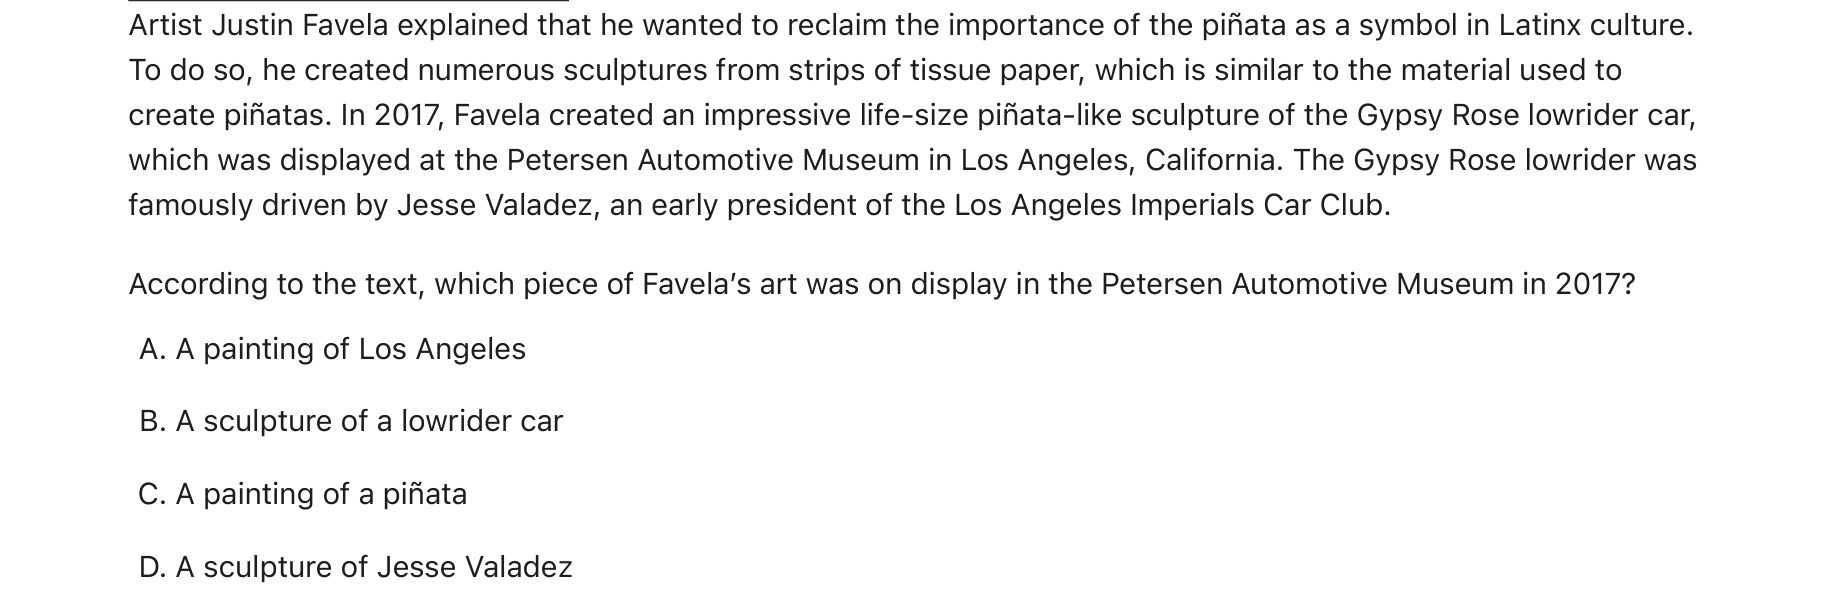 Artist Justin Favela explained that he wanted to reclaim the importance of the piñata as a symbol in Latinx culture.
To do so, he created numerous sculptures from strips of tissue paper, which is similar to the material used to
create piñatas. In 2017, Favela created an impressive life-size piñata-like sculpture of the Gypsy Rose lowrider car,
which was displayed at the Petersen Automotive Museum in Los Angeles, California. The Gypsy Rose lowrider was
famously driven by Jesse Valadez, an early president of the Los Angeles Imperials Car Club.
According to the text, which piece of Favela’s art was on display in the Petersen Automotive Museum in 2017?
A. A painting of Los Angeles
B. A sculpture of a lowrider car
C. A painting of a piñata
D. A sculpture of Jesse Valadez